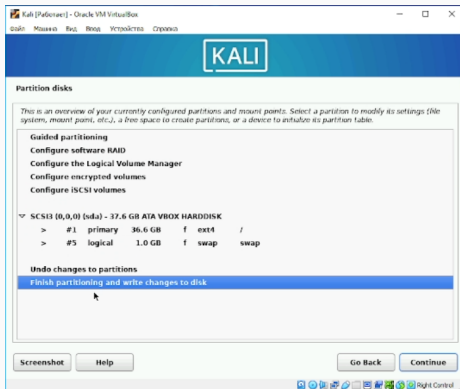 Kali [Работает] - Oracle VM VirtualBox
Файл Машина Вид Ввод Устройства Справка
KALI
Partition disks
This is an overview of your currently configured partitions and mount points. Select a partition to modify its settings (file
system, mount point, etc.), a free space to create partitions, or a device to initialize its partition table.
Guided partitioning
Configure software RAID
Configure the Logical Volume Manager
Configure encrypted volumes
Configure iSCSI volumes
SCSI3 (0,0,0) (sda) - 37.6 GB ATA VBOX HARDDISK
> #1 primary 36.6 GB f ext4 /
> #5 logical 1.0 GB f swap swap
Undo changes to partitions
Finish partitioning and write changes to disk
Screenshot Help Go Back Continue
Right Control